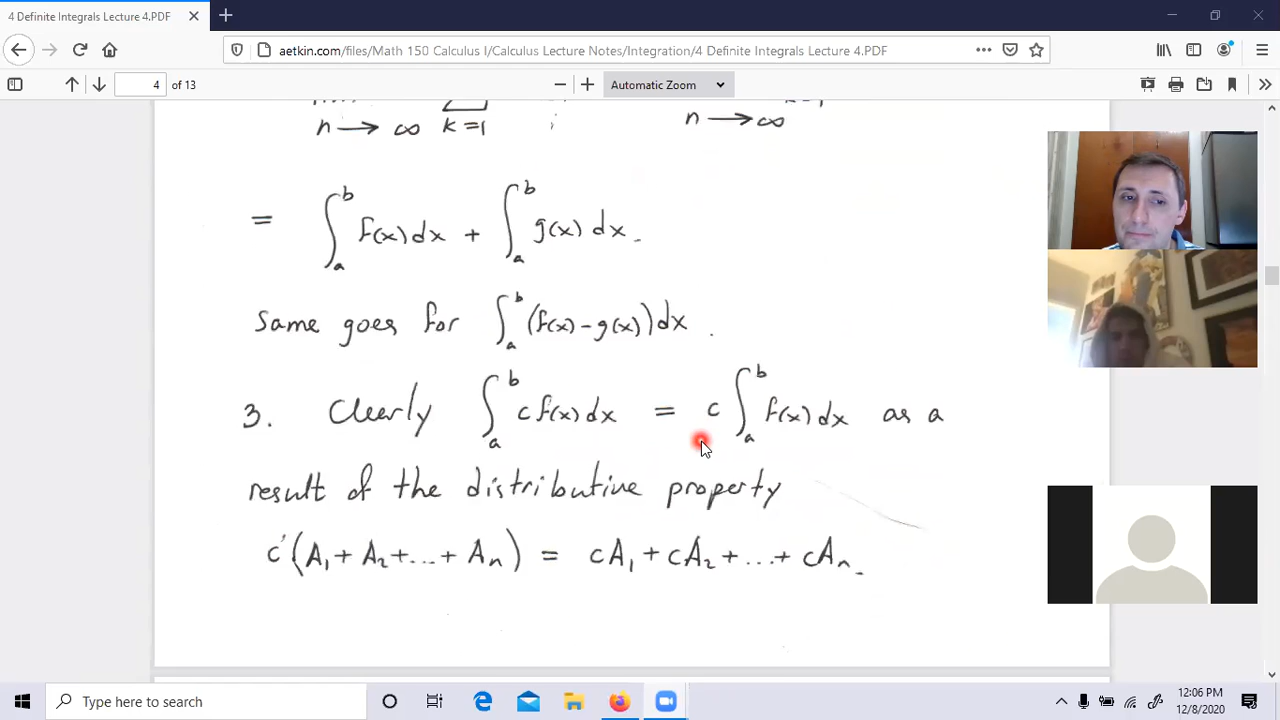 4 Definite Integrals Lecture 4.PDF
aetkin.com/files/Math 150 Calculus I/Calculus Lecture Notes/Integration/4 Definite Integrals Lecture 4.PDF
4 of 13 Automatic Zoom
n → ∞ k=1 n → ∞
= ∫_a^b f(x)dx + ∫_a^b g(x) dx.
Same goes for ∫_a^b (f(x)-g(x))dx .
3. Clearly ∫_a^b c f(x)dx = c ∫_a^b f(x)dx as a
result of the distributive property
c(A₁+A₂+...+Aₙ) = cA₁+cA₂+...+cAₙ.
Type here to search
12:06 PM
12/8/2020